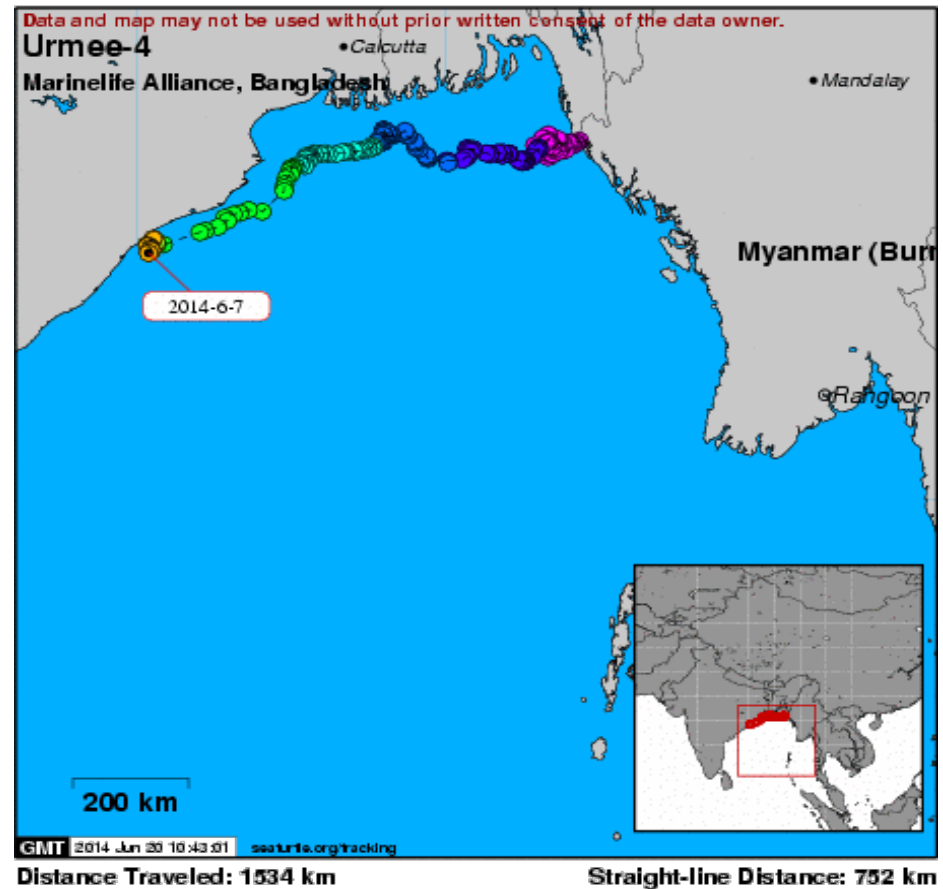 Data and map may not be used without prior written consent of the data owner.
Urmee-4
Calcutta
Marinelife Alliance, Bangladesh
Mandalay
Myanmar (Burr
2014-6-7
Rangoon
200 km
GMT 2014 Jun 26 10:43:01 seaturtle.org/tracking
Distance Traveled: 1534 km
Straight-line Distance: 752 km